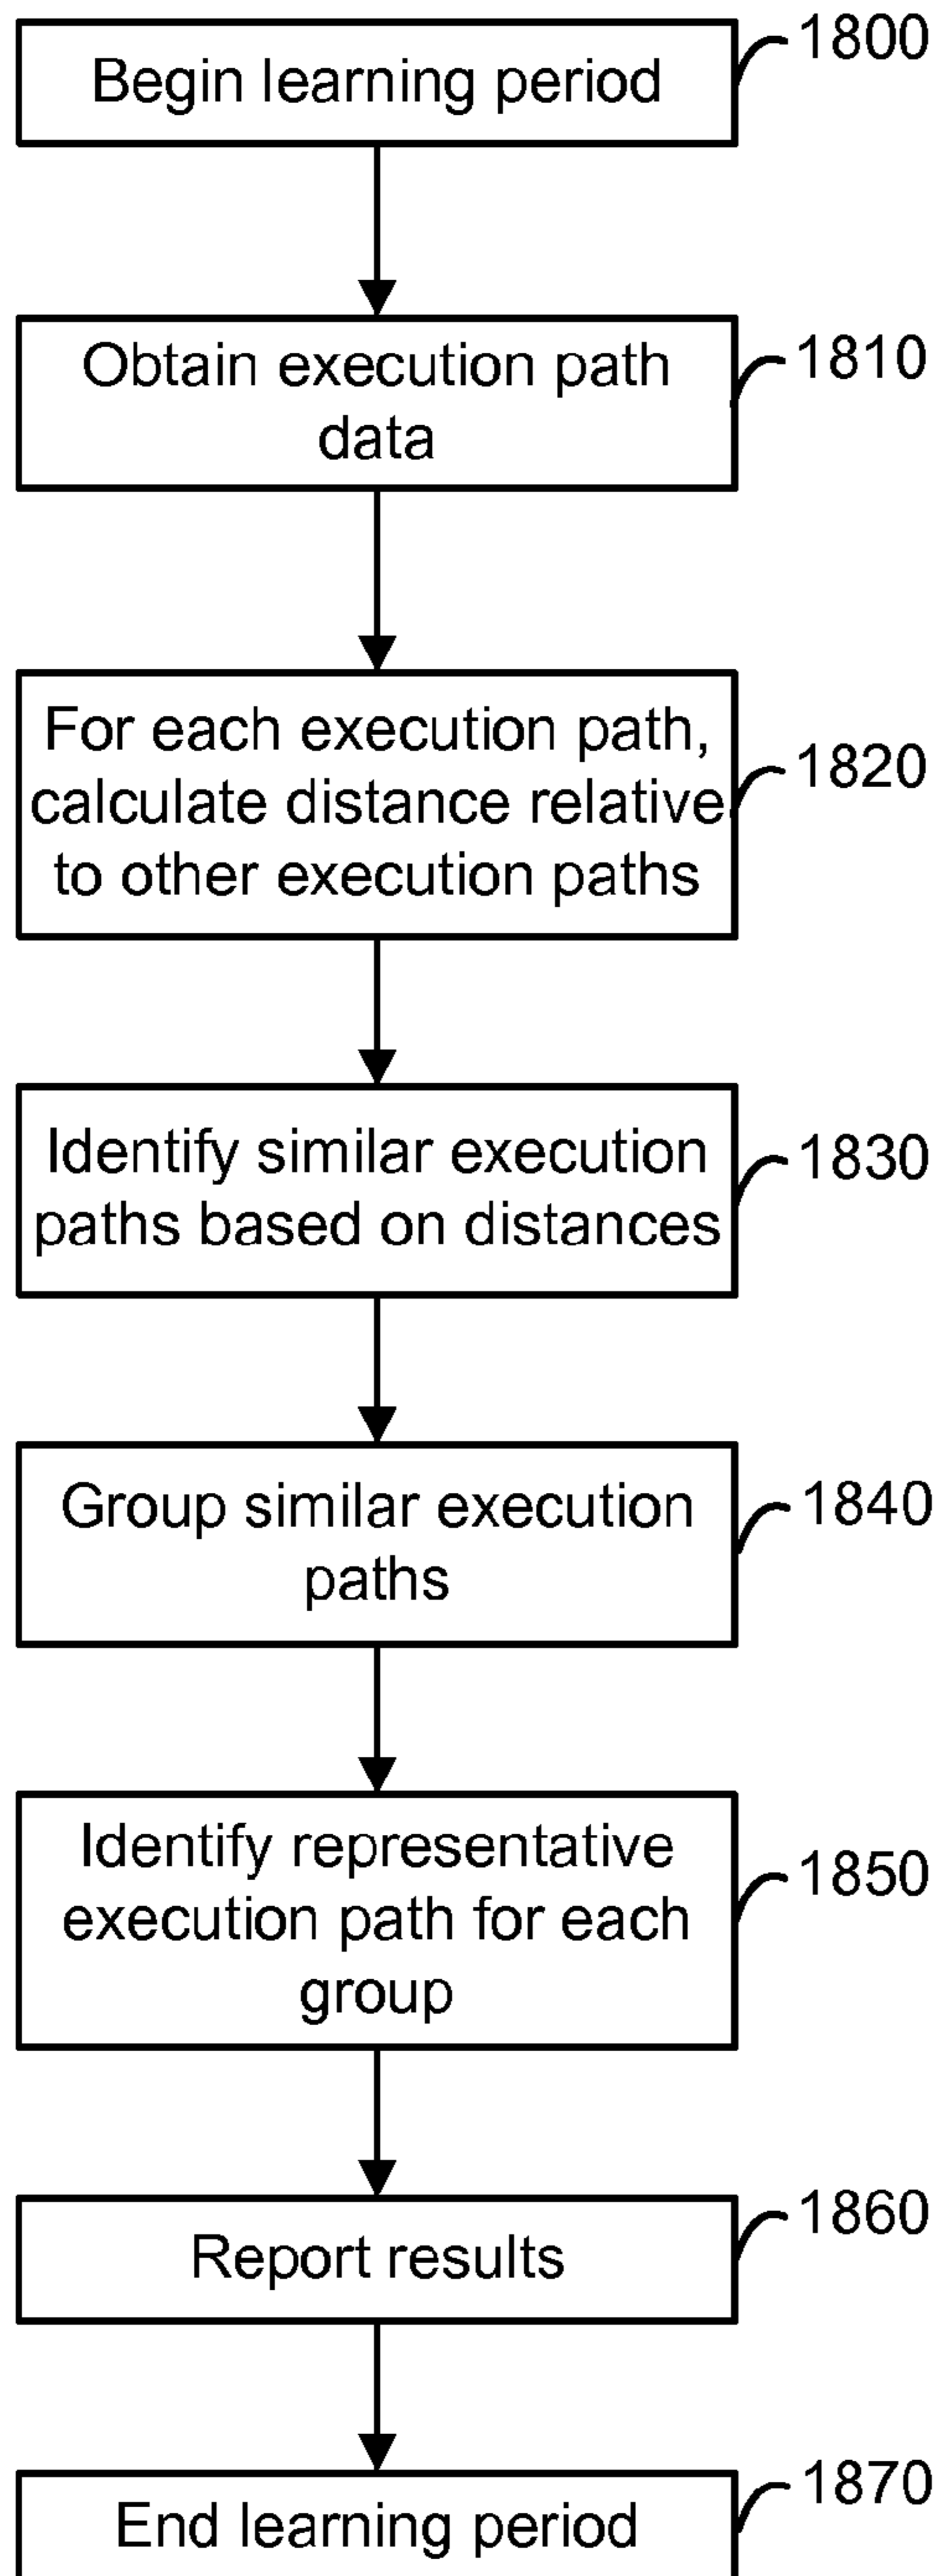 Begin learning period
1800
Obtain execution path
data
1810
For each execution path,
calculate distance relative
to other execution paths
1820
Identify similar execution
paths based on distances
1830
Group similar execution
paths
1840
Identify representative
execution path for each
group
1850
Report results
1860
End learning period
1870